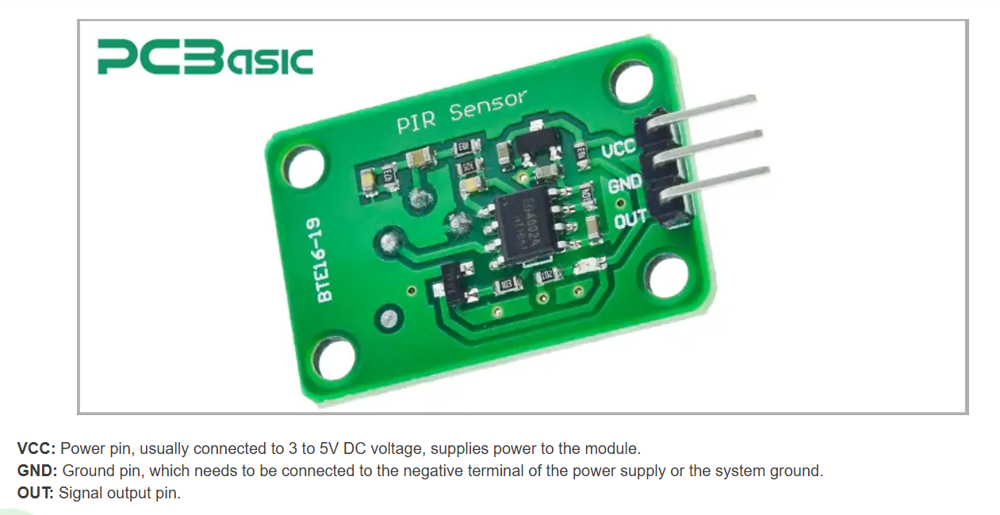 PCBasic
PIR Sensor
VCC
GND
OUT
BTE16-19
EG4002A
103
201
VCC: Power pin, usually connected to 3 to 5V DC voltage, supplies power to the module.
GND: Ground pin, which needs to be connected to the negative terminal of the power supply or the system ground.
OUT: Signal output pin.